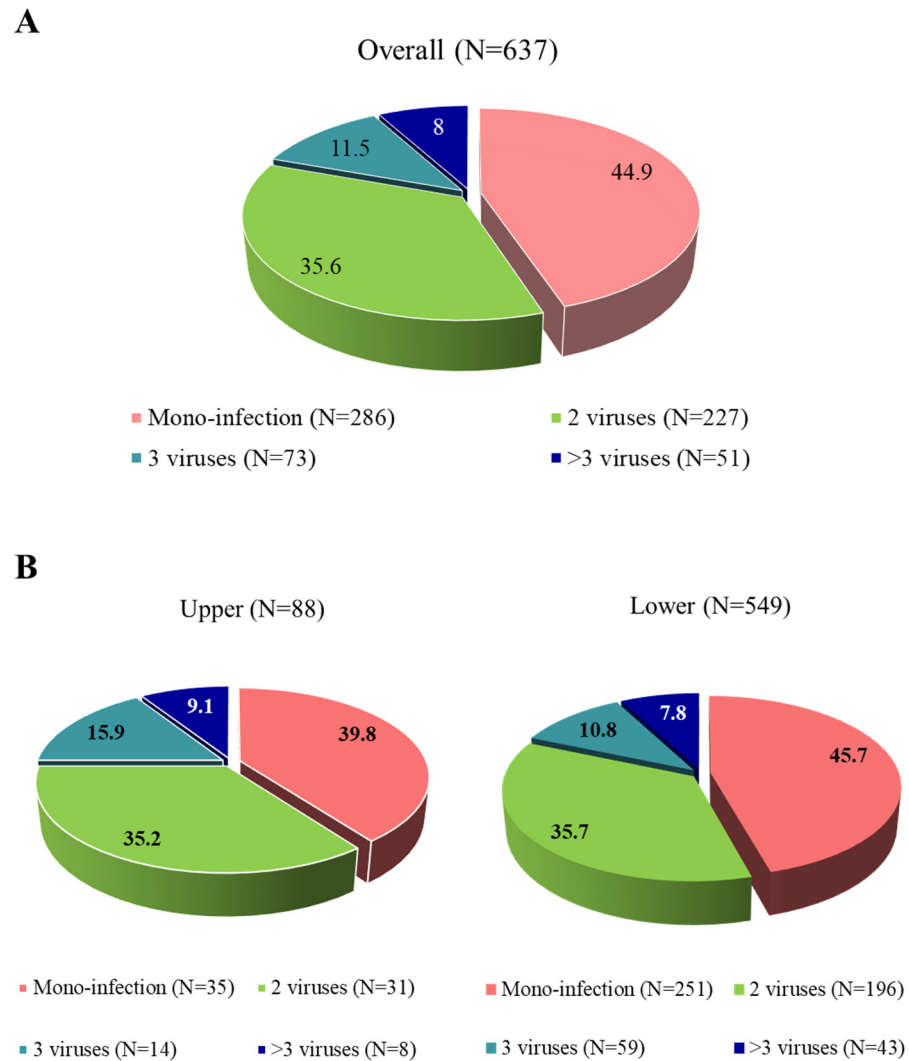 A
Overall (N=637)
8
11.5
44.9
35.6
Mono-infection (N=286) 2 viruses (N=227)
3 viruses (N=73) >3 viruses (N=51)
B
Upper (N=88) Lower (N=549)
9.1
15.9
39.8
35.2
7.8
10.8
45.7
35.7
Mono-infection (N=35) 2 viruses (N=31)
3 viruses (N=14) >3 viruses (N=8)
Mono-infection (N=251) 2 viruses (N=196)
3 viruses (N=59) >3 viruses (N=43)